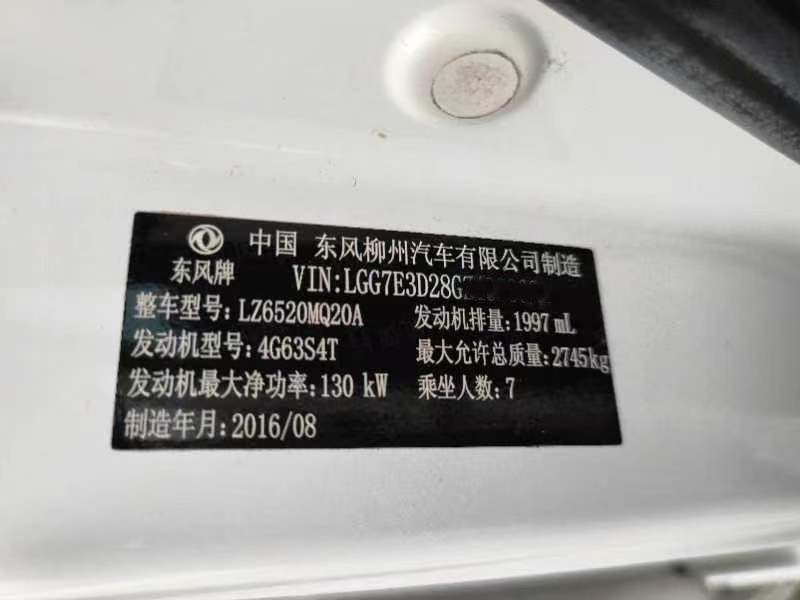 中国 东风柳州汽车有限公司制造
东风牌 VIN:LGG7E3D28G
整车型号:LZ6520MQ20A 发动机排量:1997 mL
发动机型号:4G63S4T 最大允许总质量:2745kg
发动机最大净功率:130 kW 乘坐人数:7
制造年月:2016/08